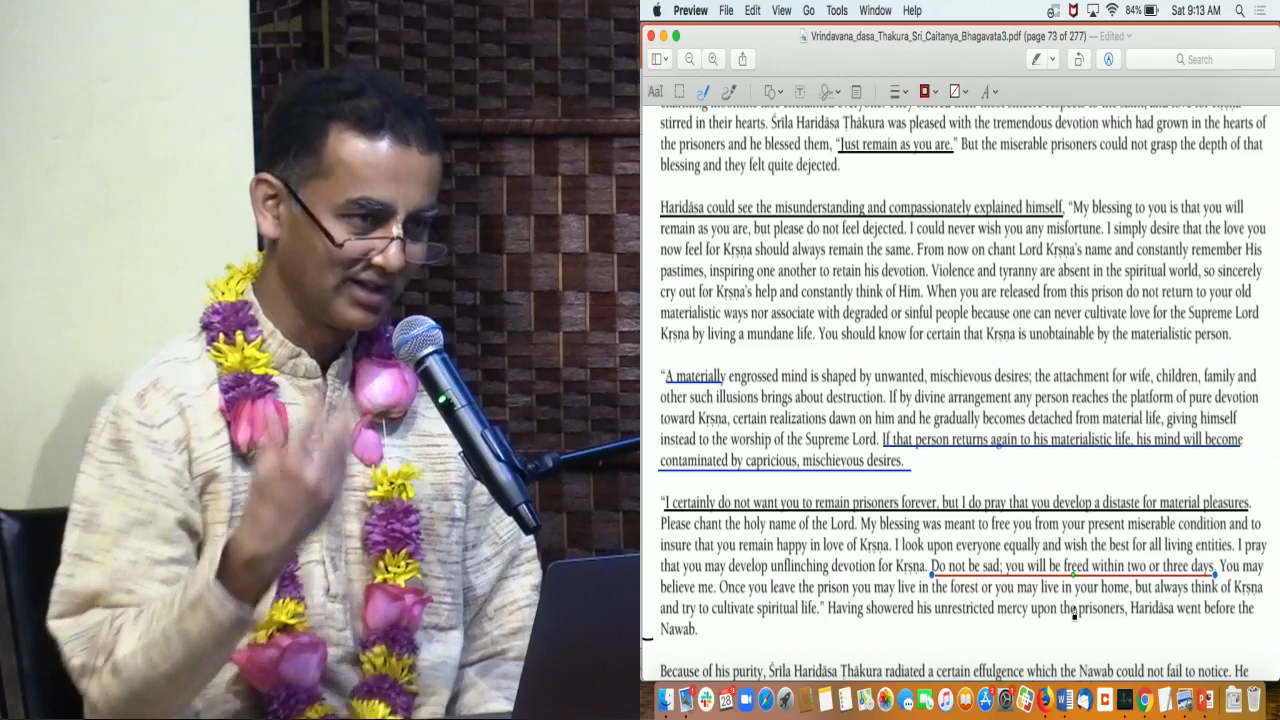 Preview File Edit View Go Tools Window Help 84% Sat 9:13 AM
Vrindavana_dasa_Thakura_Sri_Caitanya_Bhagavata3.pdf (page 73 of 277) — Edited
Search
AaI
stirred in their hearts. Śrīla Haridāsa Ṭhākura was pleased with the tremendous devotion which had grown in the hearts of
the prisoners and he blessed them, “Just remain as you are.” But the miserable prisoners could not grasp the depth of that
blessing and they felt quite dejected.
Haridāsa could see the misunderstanding and compassionately explained himself, “My blessing to you is that you will
remain as you are, but please do not feel dejected. I could never wish you any misfortune. I simply desire that the love you
now feel for Kṛṣṇa should always remain the same. From now on chant Lord Kṛṣṇa's name and constantly remember His
pastimes, inspiring one another to retain his devotion. Violence and tyranny are absent in the spiritual world, so sincerely
cry out for Kṛṣṇa's help and constantly think of Him. When you are released from this prison do not return to your old
materialistic ways nor associate with degraded or sinful people because one can never cultivate love for the Supreme Lord
Kṛṣṇa by living a mundane life. You should know for certain that Kṛṣṇa is unobtainable by the materialistic person.
“A materially engrossed mind is shaped by unwanted, mischievous desires; the attachment for wife, children, family and
other such illusions brings about destruction. If by divine arrangement any person reaches the platform of pure devotion
toward Kṛṣṇa, certain realizations dawn on him and he gradually becomes detached from material life, giving himself
instead to the worship of the Supreme Lord. If that person returns again to his materialistic life, his mind will become
contaminated by capricious, mischievous desires.
“I certainly do not want you to remain prisoners forever, but I do pray that you develop a distaste for material pleasures.
Please chant the holy name of the Lord. My blessing was meant to free you from your present miserable condition and to
insure that you remain happy in love of Kṛṣṇa. I look upon everyone equally and wish the best for all living entities. I pray
that you may develop unflinching devotion for Kṛṣṇa. Do not be sad; you will be freed within two or three days. You may
believe me. Once you leave the prison you may live in the forest or you may live in your home, but always think of Kṛṣṇa
and try to cultivate spiritual life.” Having showered his unrestricted mercy upon the prisoners, Haridāsa went before the
Nawab.
Because of his purity, Śrīla Haridāsa Ṭhākura radiated a certain effulgence which the Nawab could not fail to notice. He